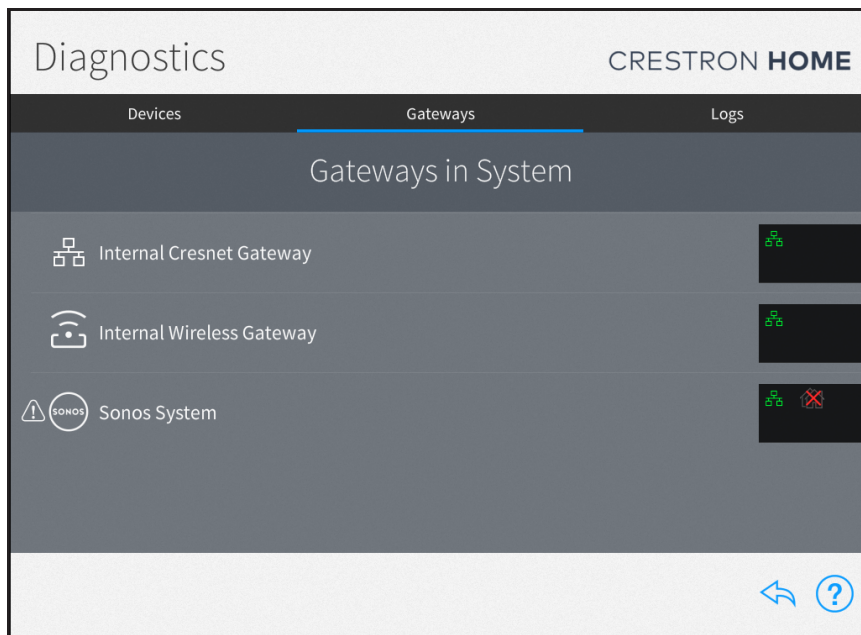 Diagnostics
CRESTRON HOME
Devices
Gateways
Logs
Gateways in System
Internal Cresnet Gateway
Internal Wireless Gateway
SONOS
Sonos System
?